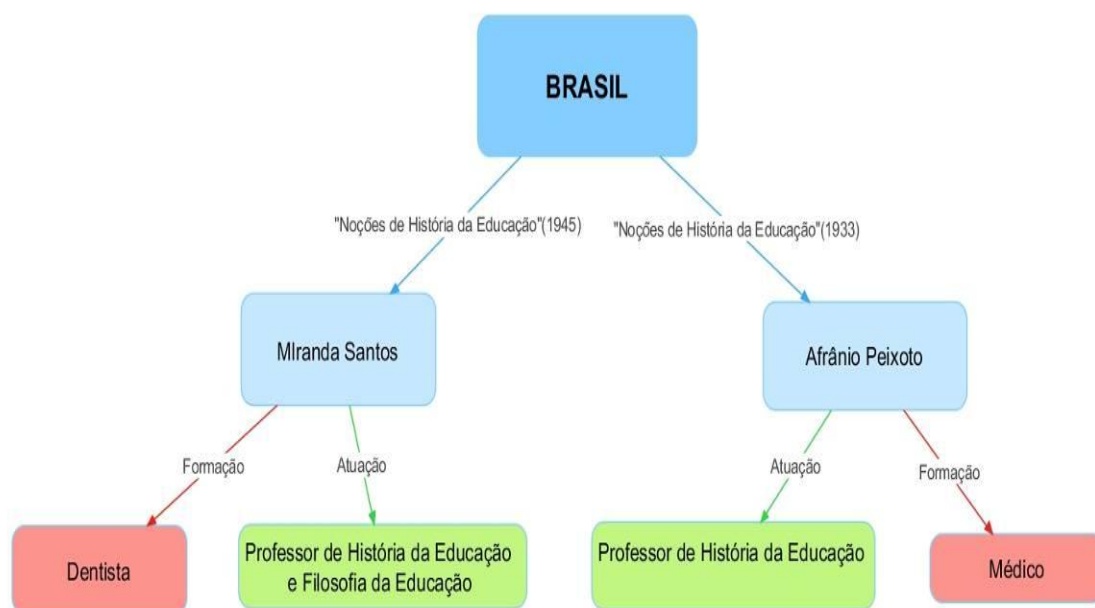 BRASIL
"Noções de História da Educação"(1945)
"Noções de História da Educação"(1933)
MIranda Santos
Afrânio Peixoto
Formação
Atuação
Atuação
Formação
Dentista
Professor de História da Educação
e Filosofia da Educação
Professor de História da Educação
Médico